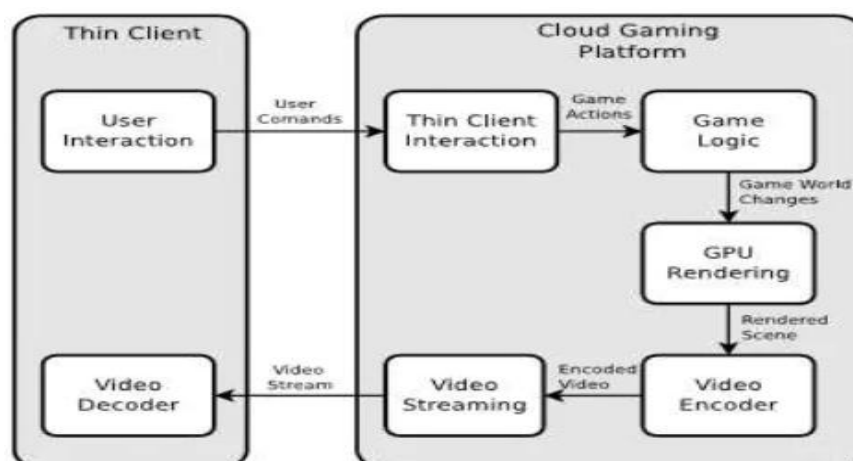 Thin Client
Cloud Gaming
Platform
User
Interaction
User
Comands
Thin Client
Interaction
Game
Actions
Game
Logic
Game World
Changes
GPU
Rendering
Rendered
Scene
Video
Decoder
Video
Stream
Video
Streaming
Encoded
Video
Video
Encoder